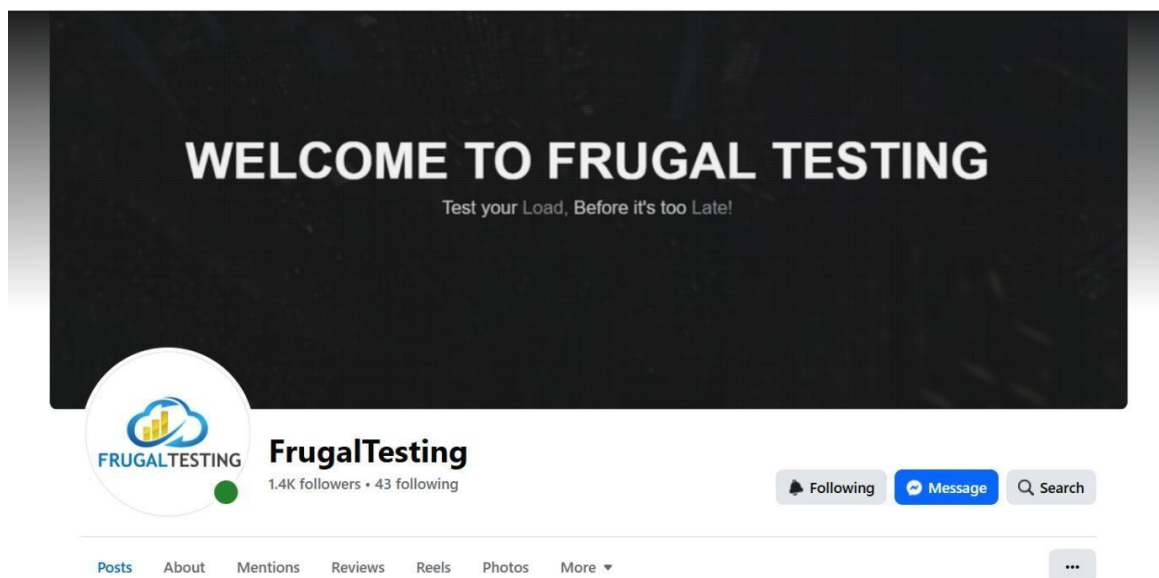 WELCOME TO FRUGAL TESTING
Test your Load, Before it's too Late!
FRUGALTESTING
FrugalTesting
1.4K followers • 43 following
Following
Message
Search
Posts About Mentions Reviews Reels Photos More